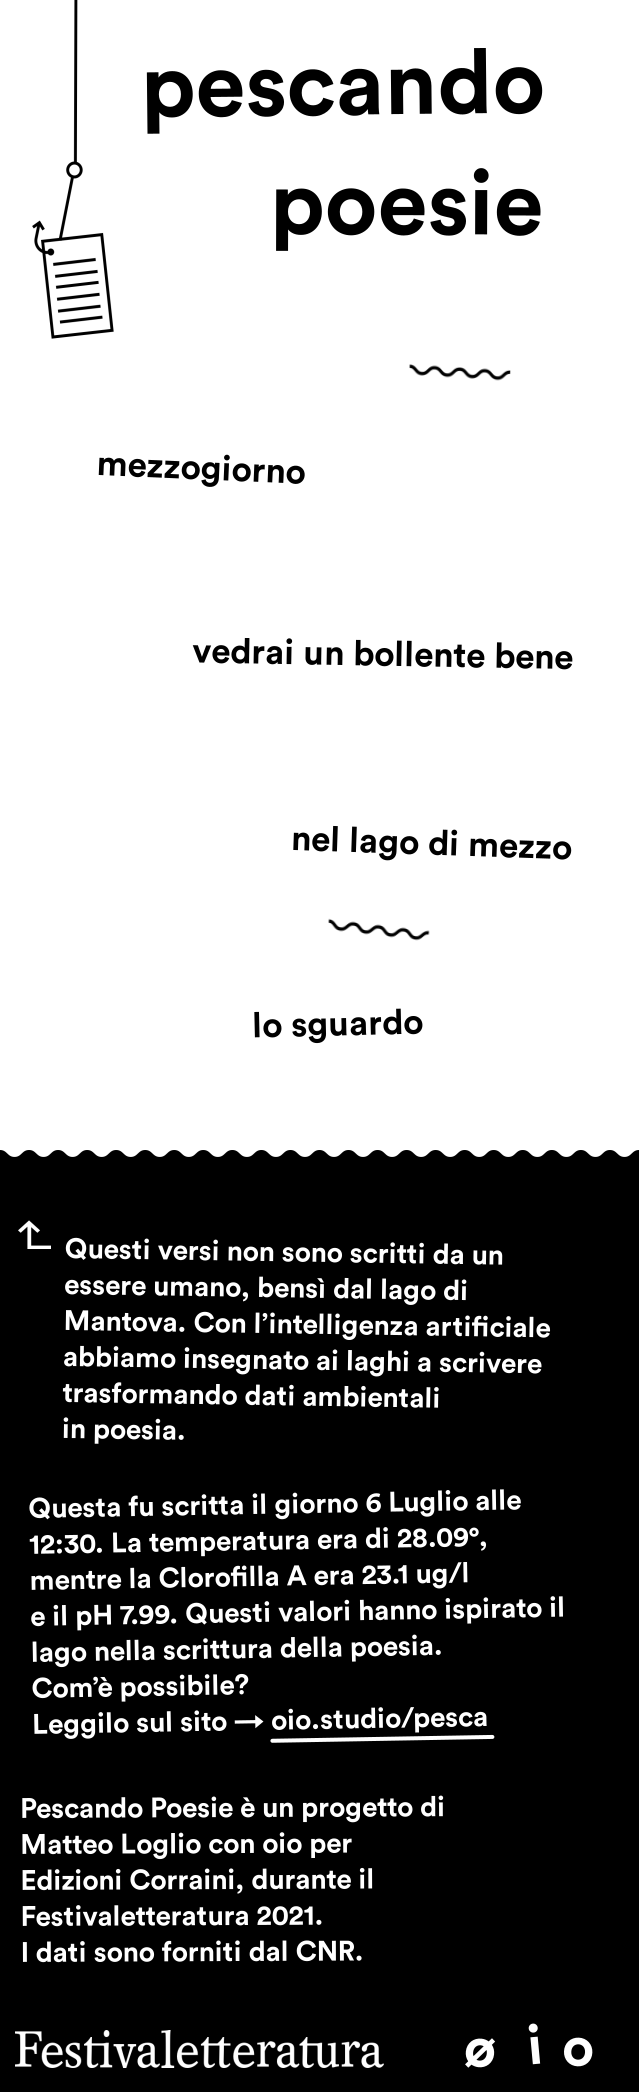 pescando
poesie
mezzogiorno
vedrai un bollente bene
nel lago di mezzo
lo sguardo
Questi versi non sono scritti da un
essere umano, bensì dal lago di
Mantova. Con l’intelligenza artificiale
abbiamo insegnato ai laghi a scrivere
trasformando dati ambientali
in poesia.
Questa fu scritta il giorno 6 Luglio alle
12:30. La temperatura era di 28.09°,
mentre la Clorofilla A era 23.1 ug/l
e il pH 7.99. Questi valori hanno ispirato il
lago nella scrittura della poesia.
Com’è possibile?
Leggilo sul sito → oio.studio/pesca
Pescando Poesie è un progetto di
Matteo Loglio con oio per
Edizioni Corraini, durante il
Festivaletteratura 2021.
I dati sono forniti dal CNR.
Festivaletteratura ø i o